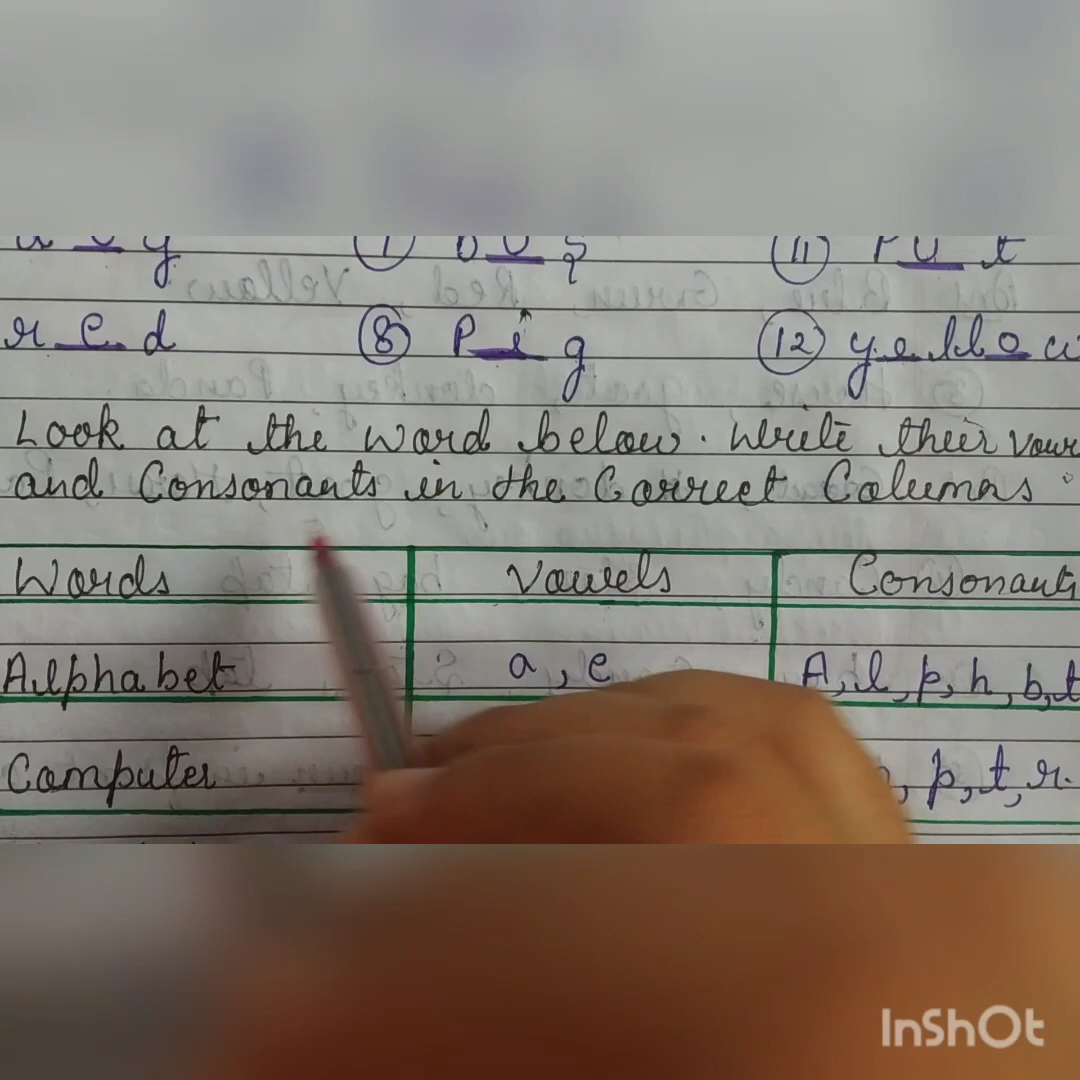 r e d ⑧ P i g ⑫ yellow
Look at the word below. Write their
and Consonants in the Correct Columns
Words Vowels Consonants
Alphabet a, e A, l, p, h, b, t
Computer p, t, r.
InShOt